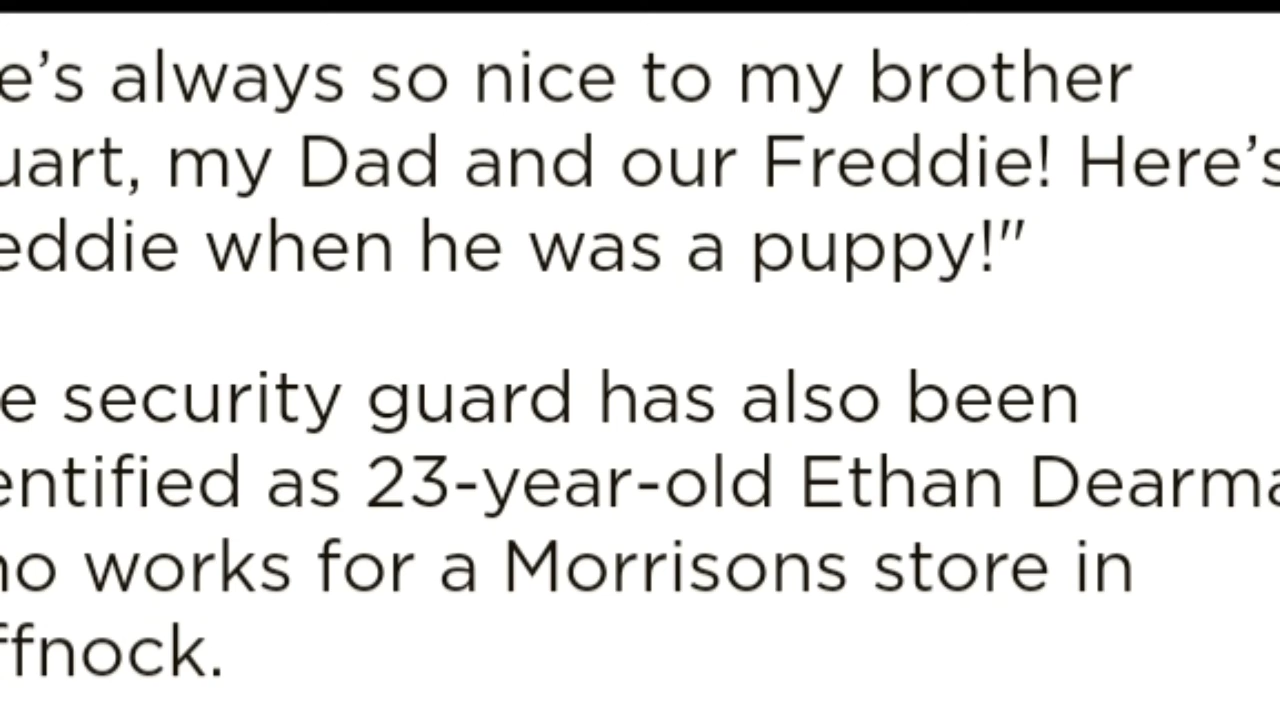 e’s always so nice to my brother
uart, my Dad and our Freddie! Here’s
eddie when he was a puppy!"
e security guard has also been
entified as 23-year-old Ethan Dearma
no works for a Morrisons store in
ffnock.